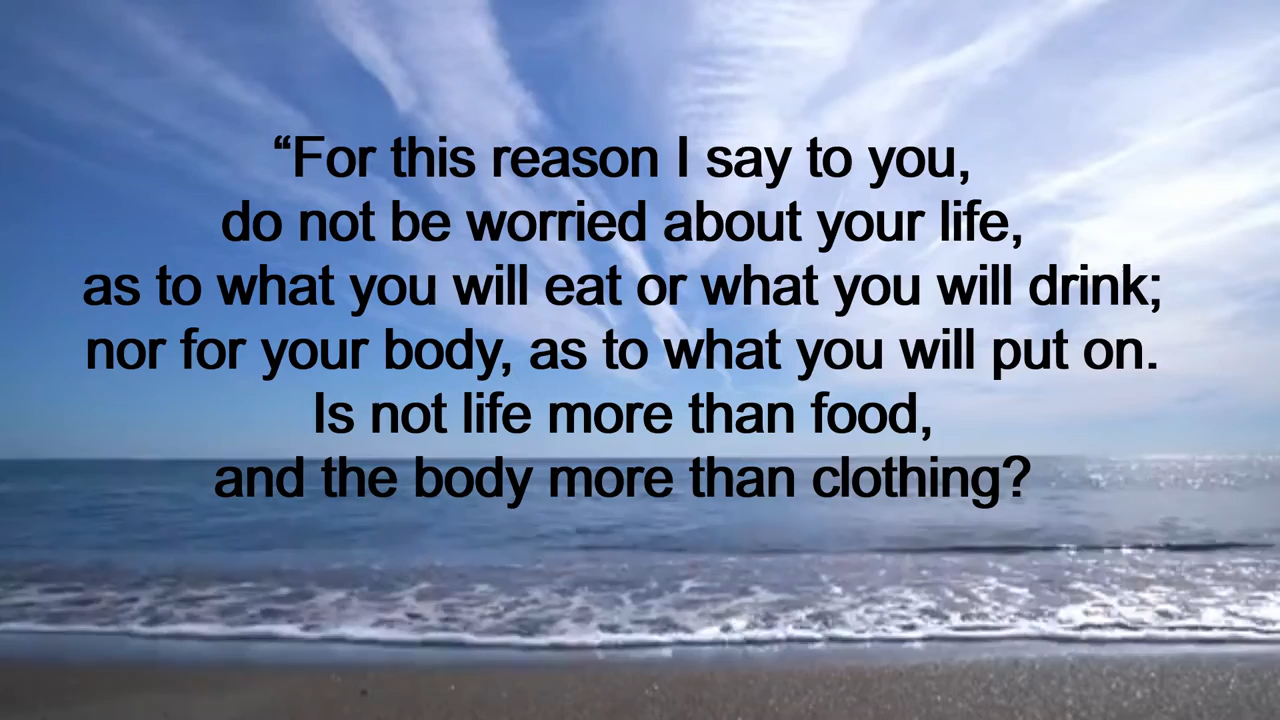 “For this reason I say to you,
do not be worried about your life,
as to what you will eat or what you will drink;
nor for your body, as to what you will put on.
Is not life more than food,
and the body more than clothing?